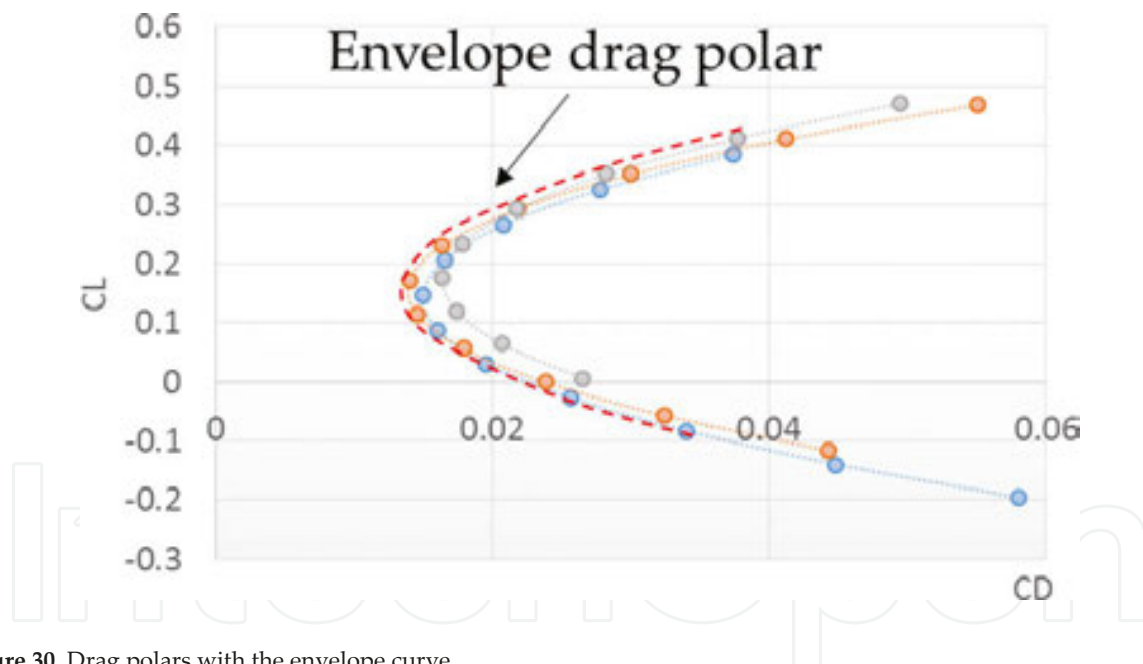 Envelope drag polar
0.6
0.5
0.4
0.3
0.2
0.1
0
-0.1
-0.2
-0.3
CL
0 0.02 0.04 0.06
CD
Intechopen
ure 30. Drag polars with the envelope curve